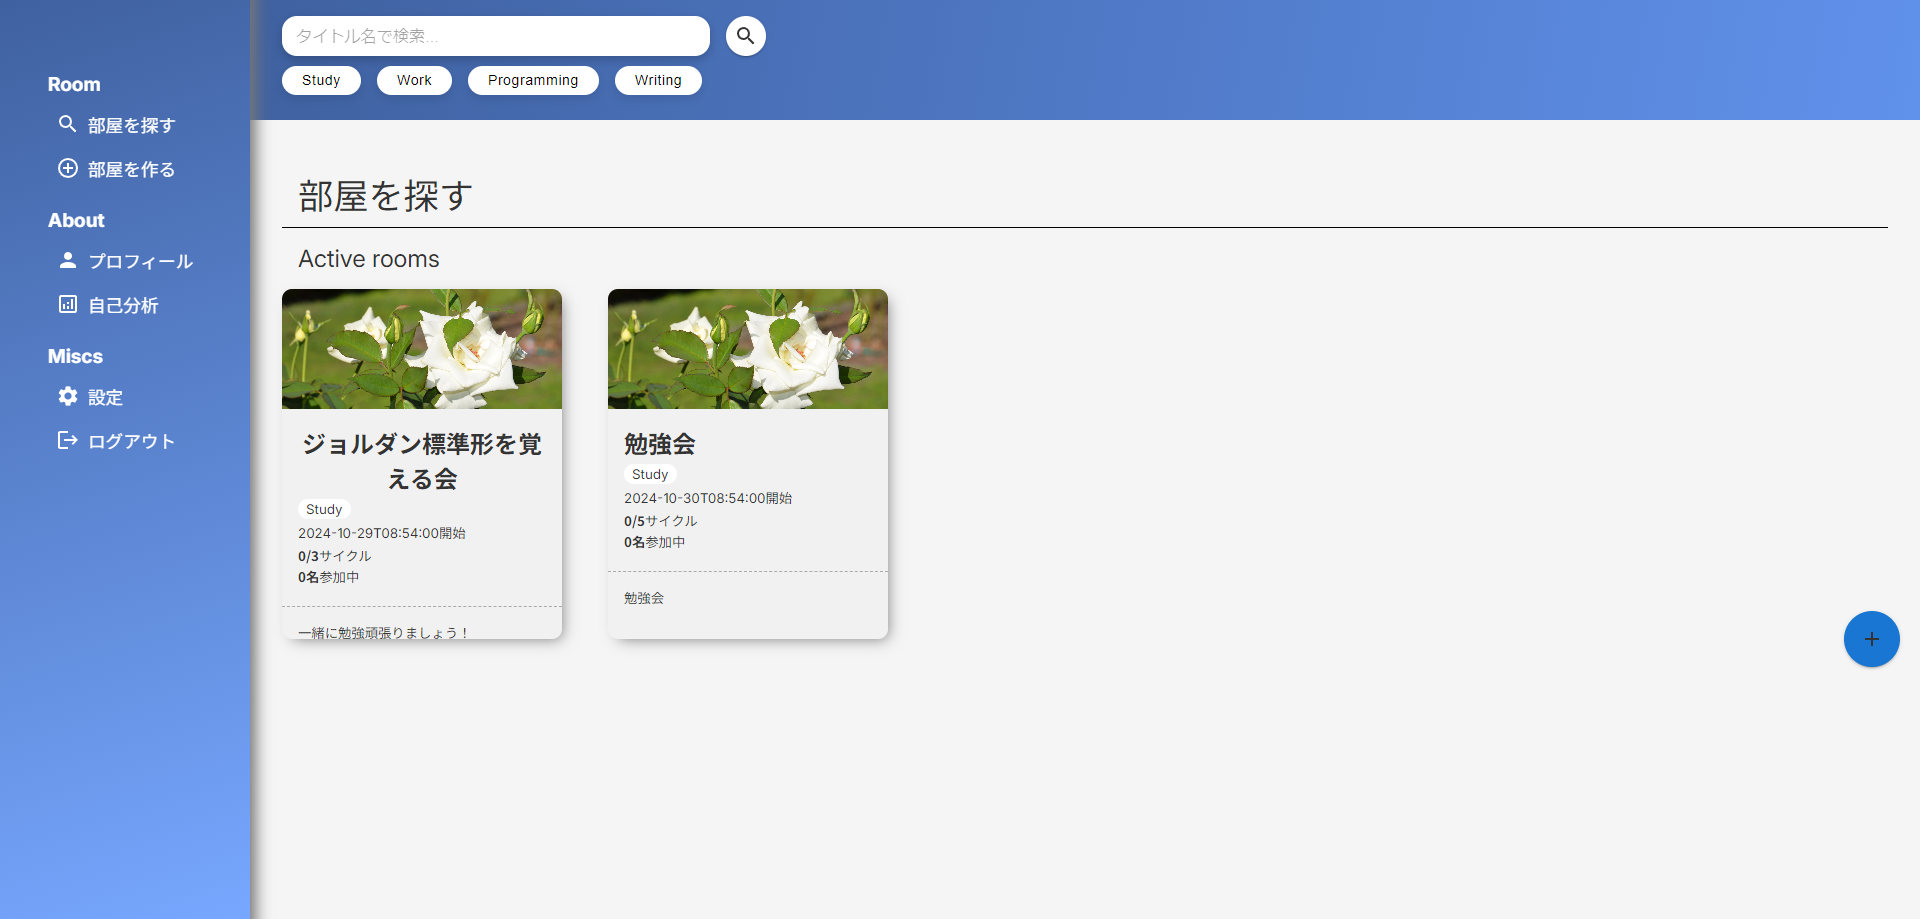 Room
部屋を探す
部屋を作る
About
プロフィール
自己分析
Miscs
設定
ログアウト
タイトル名で検索...
Study
Work
Programming
Writing
部屋を探す
Active rooms
ジョルダン標準形を覚
える会
Study
2024-10-29T08:54:00開始
0/3サイクル
0名参加中
一緒に勉強頑張りましょう！
勉強会
Study
2024-10-30T08:54:00開始
0/5サイクル
0名参加中
勉強会